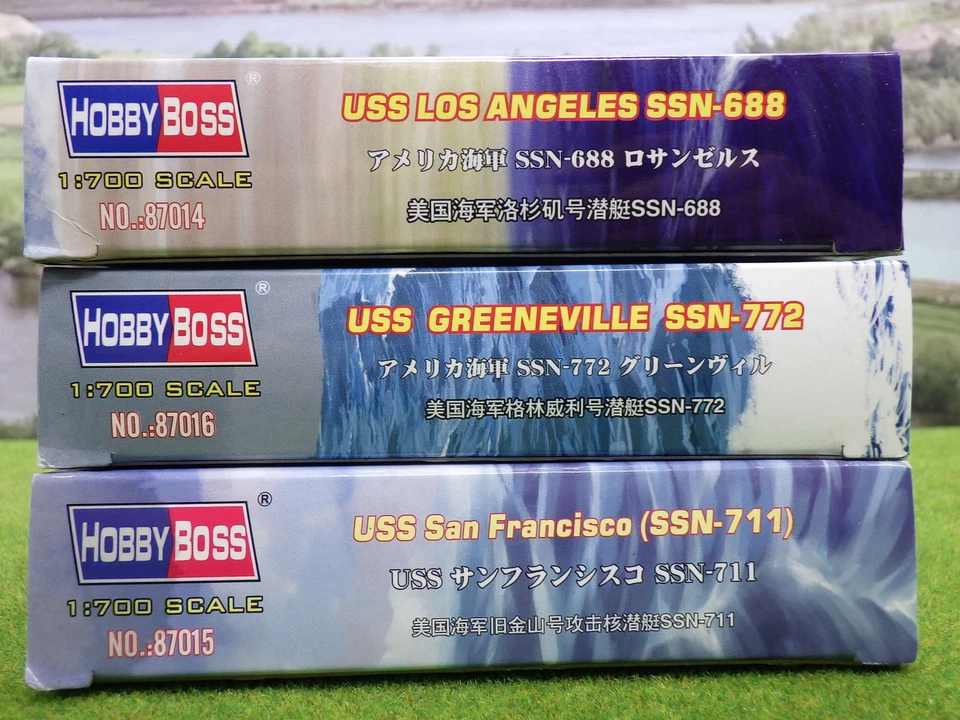 HOBBY BOSS ®
1:700 SCALE
NO.:87014
USS LOS ANGELES SSN-688
アメリカ海軍 SSN-688 ロサンゼルス
美国海军洛杉矶号潜艇SSN-688
HOBBY BOSS ®
1:700 SCALE
NO.:87016
USS GREENEVILLE SSN-772
アメリカ海軍 SSN-772 グリーンヴィル
美国海军格林威利号潜艇SSN-772
HOBBY BOSS ®
1:700 SCALE
NO.:87015
USS San Francisco (SSN-711)
USS サンフランシスコ SSN-711
美国海军旧金山号攻击核潜艇SSN-711